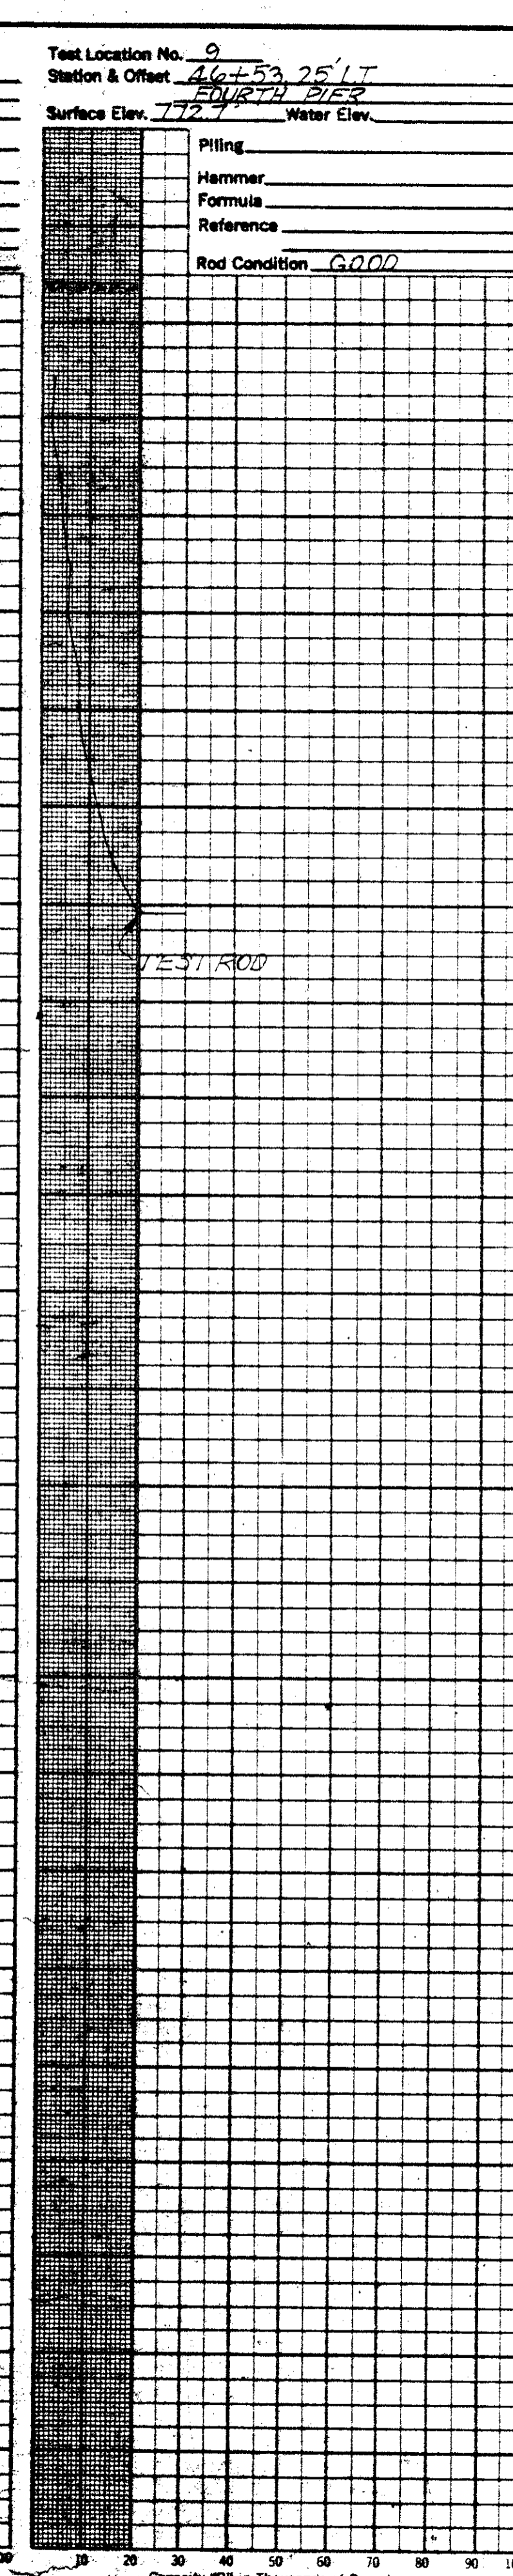 Test Location No. 9
Station & Offset 46+53, 25' LT
FOURTH PIER
Surface Elev. 772.7 Water Elev.
Piling
Hammer
Formula
Reference
Rod Condition GOOD
TEST ROD
10 20 30 40 50 60 70 80 90